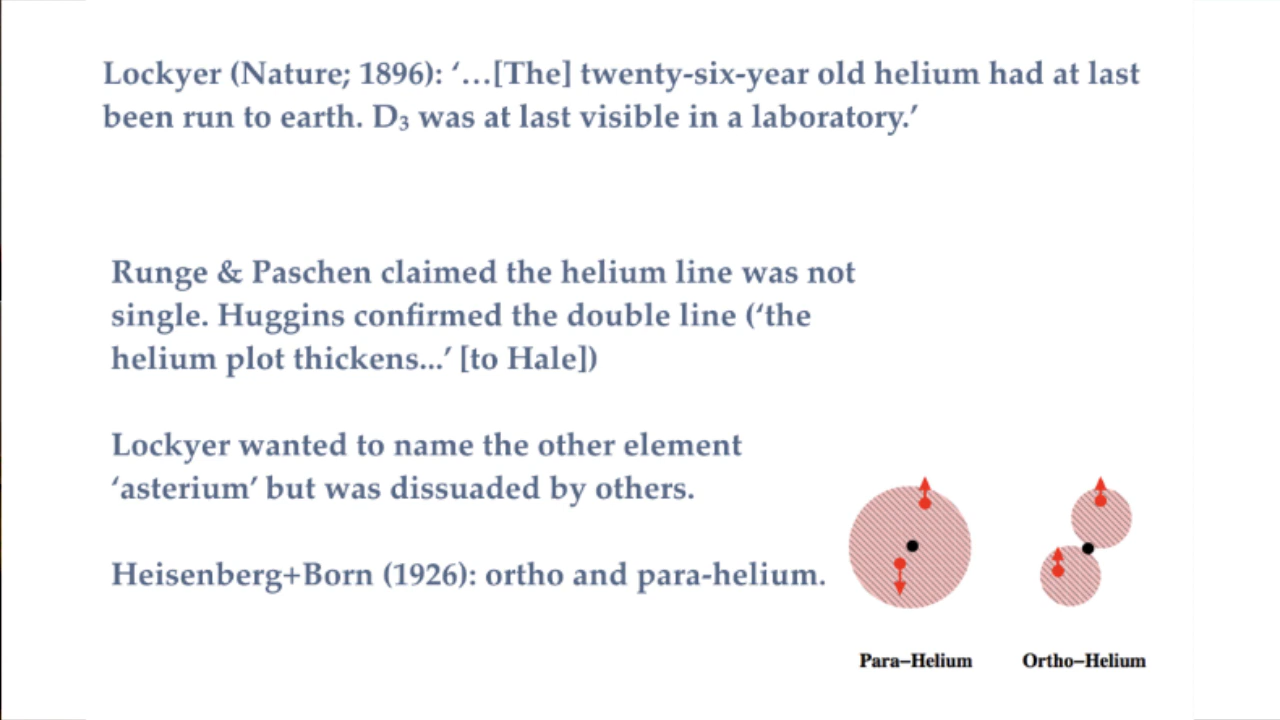 Lockyer (Nature; 1896): ‘…[The] twenty-six-year old helium had at last
been run to earth. D₃ was at last visible in a laboratory.’
Runge & Paschen claimed the helium line was not
single. Huggins confirmed the double line (‘the
helium plot thickens...’ [to Hale])
Lockyer wanted to name the other element
‘asterium’ but was dissuaded by others.
Heisenberg+Born (1926): ortho and para-helium.
Para–Helium
Ortho–Helium